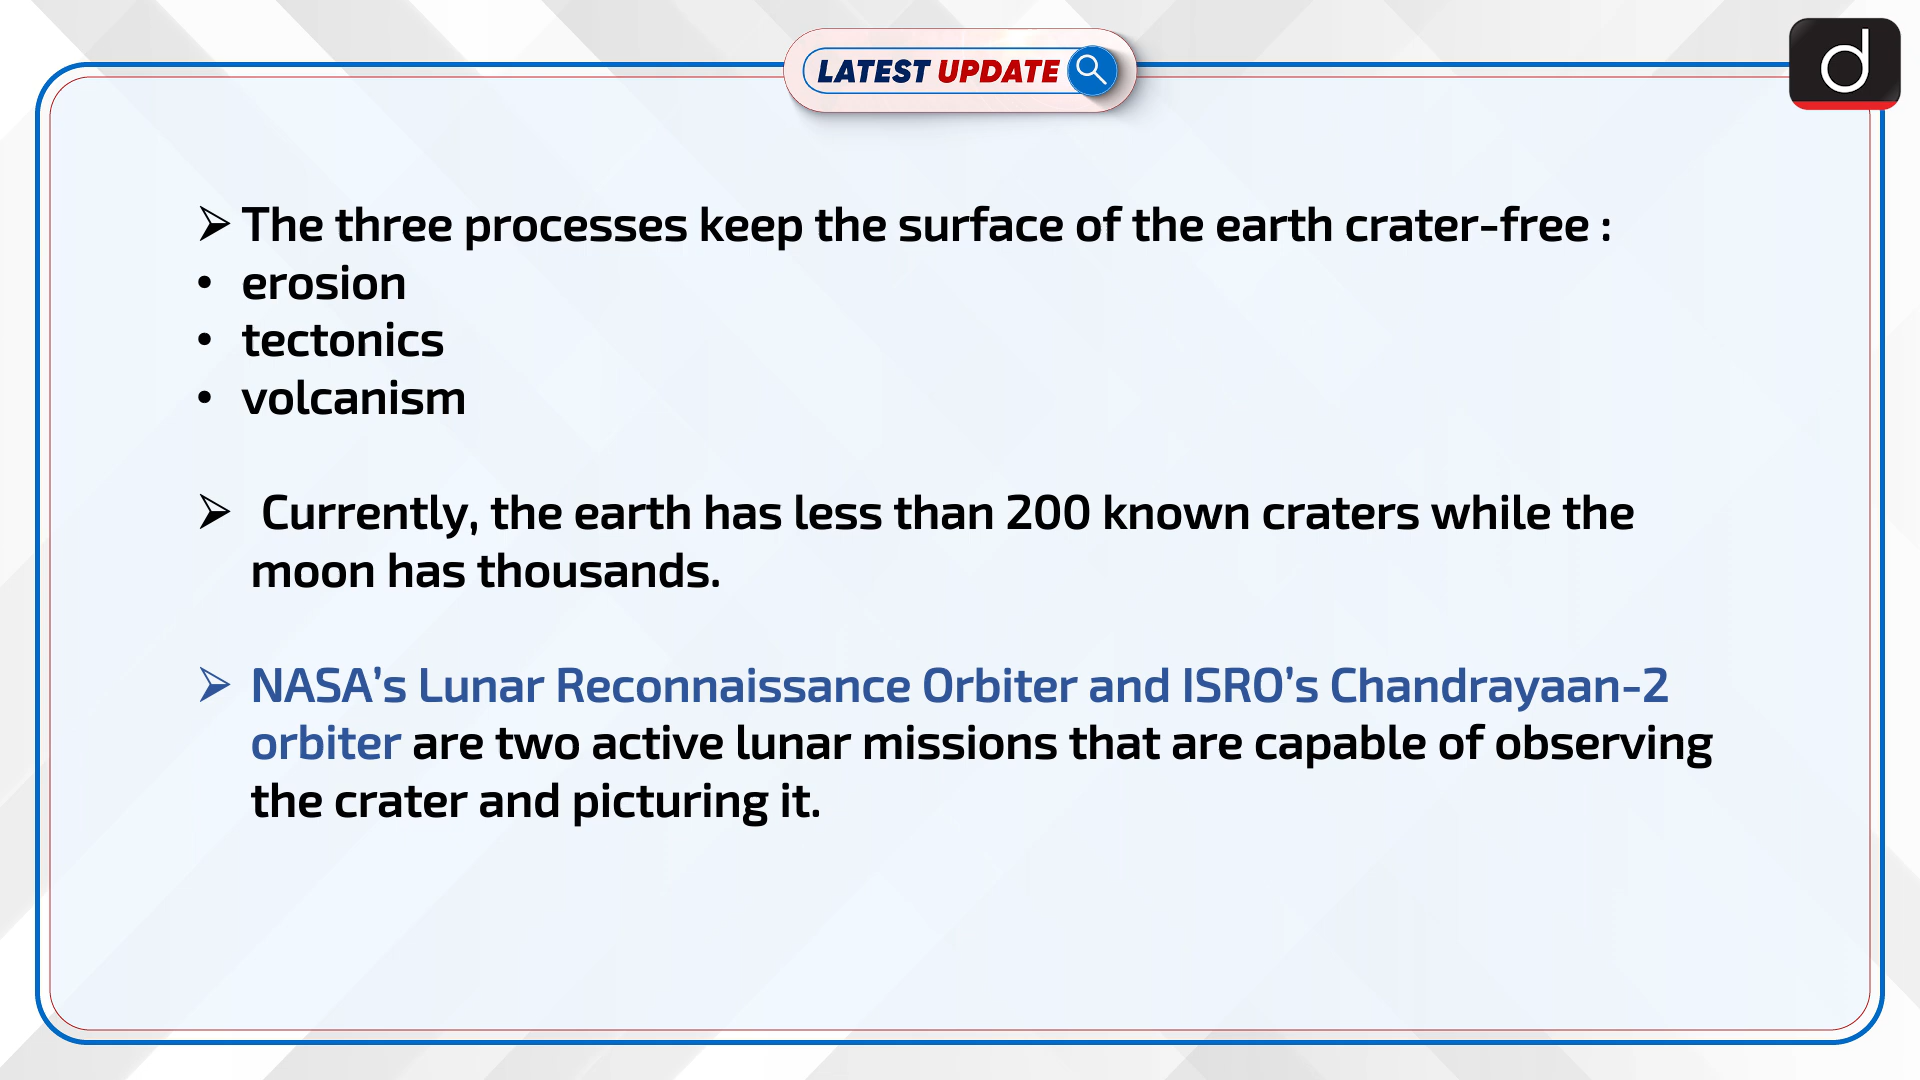 LATEST UPDATE
d
➢ The three processes keep the surface of the earth crater-free :
• erosion
• tectonics
• volcanism
➢ Currently, the earth has less than 200 known craters while the
moon has thousands.
➢ NASA’s Lunar Reconnaissance Orbiter and ISRO’s Chandrayaan-2
orbiter are two active lunar missions that are capable of observing
the crater and picturing it.